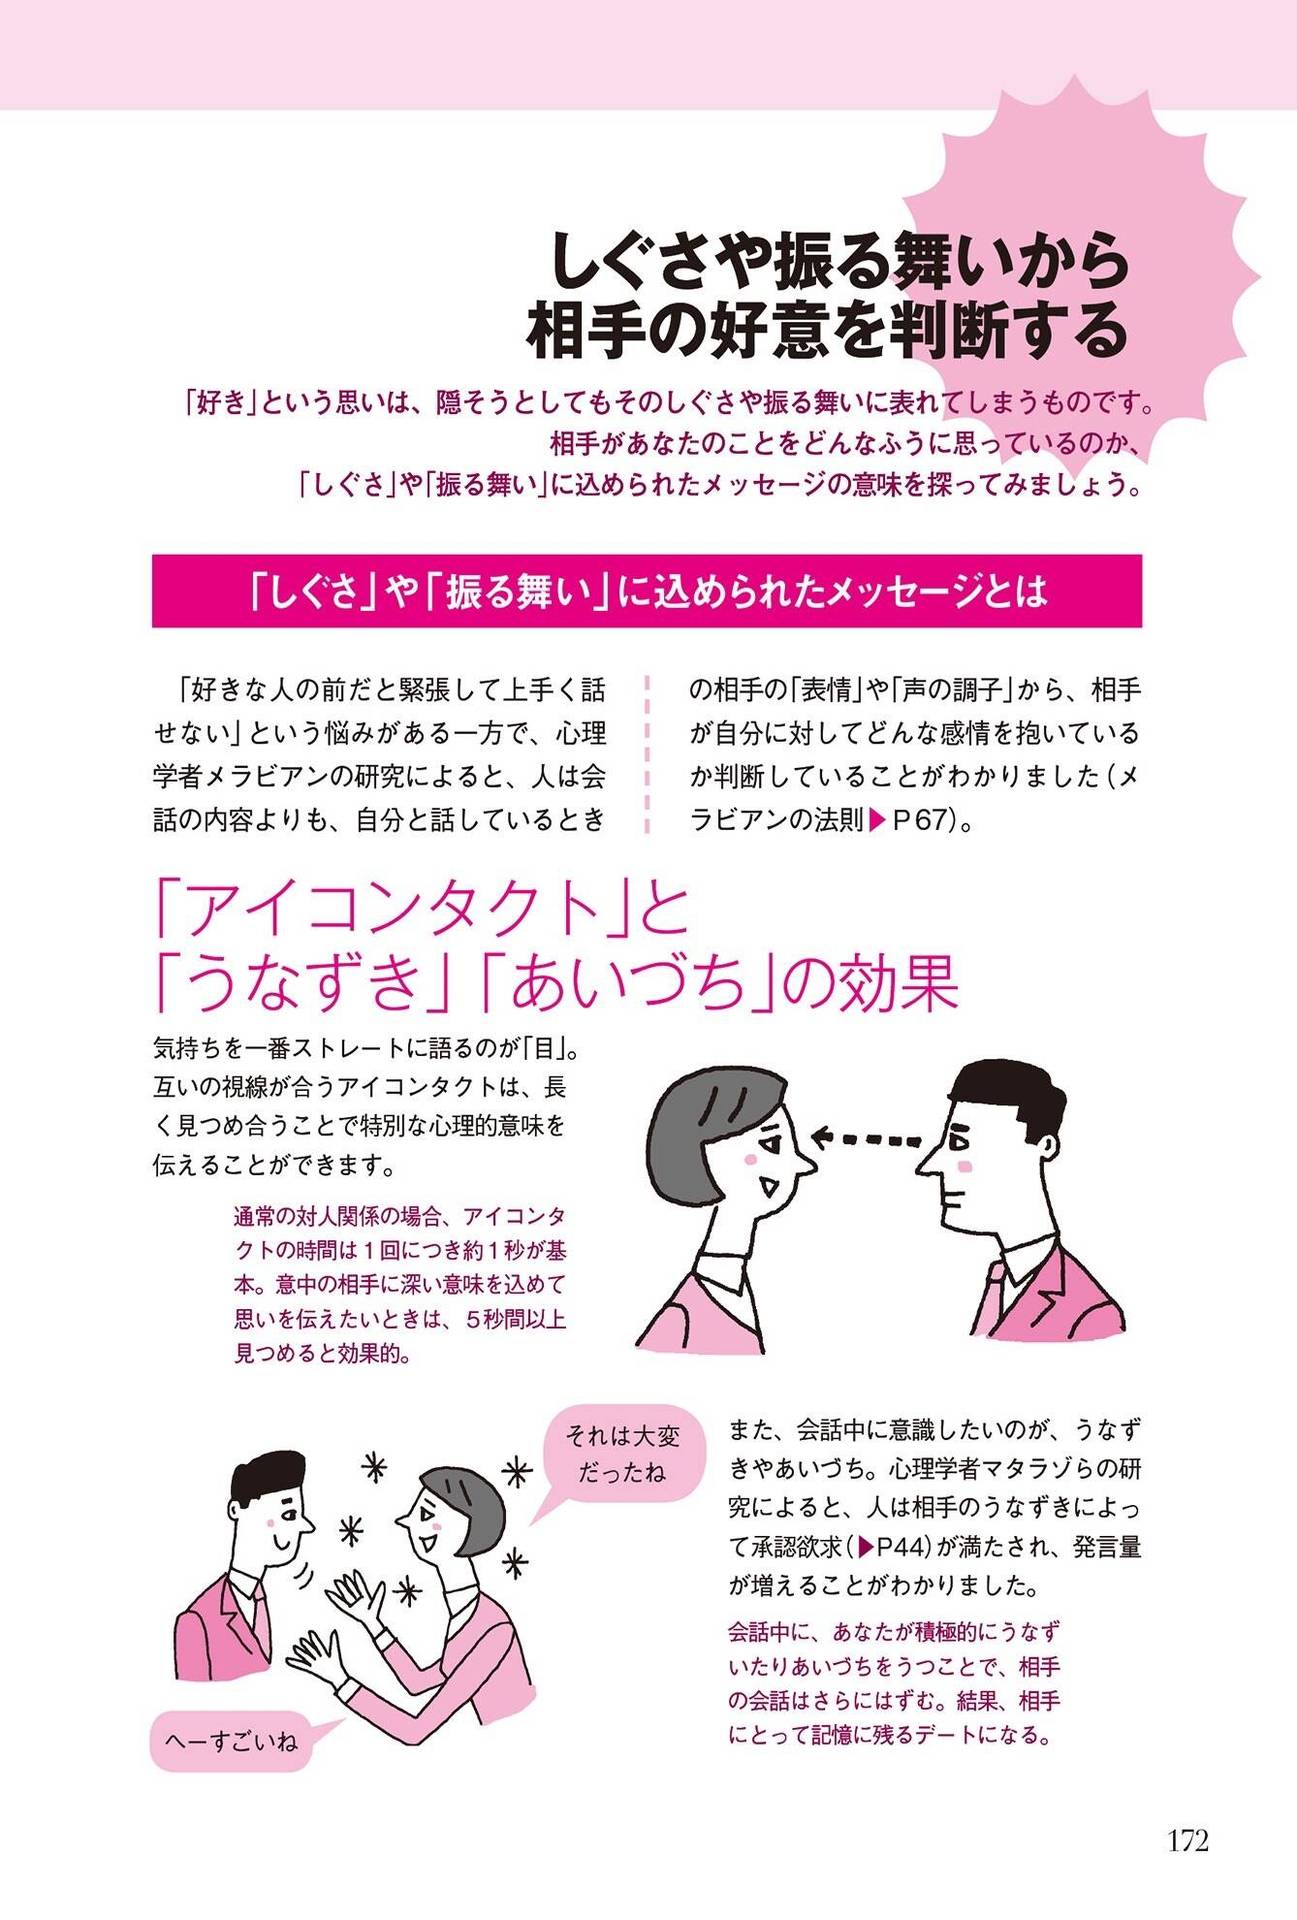 しぐさや振る舞いから
相手の好意を判断する
「好き」という思いは、隠そうとしてもそのしぐさや振る舞いに表れてしまうものです。
相手があなたのことをどんなふうに思っているのか、
「しぐさ」や「振る舞い」に込められたメッセージの意味を探ってみましょう。
「しぐさ」や「振る舞い」に込められたメッセージとは
「好きな人の前だと緊張して上手く話
せない」という悩みがある一方で、心理
学者メラビアンの研究によると、人は会
話の内容よりも、自分と話しているとき
の相手の「表情」や「声の調子」から、相手
が自分に対してどんな感情を抱いている
か判断していることがわかりました（メ
ラビアンの法則▶P67）。
「アイコンタクト」と
「うなずき」「あいづち」の効果
気持ちを一番ストレートに語るのが「目」。
互いの視線が合うアイコンタクトは、長
く見つめ合うことで特別な心理的意味を
伝えることができます。
通常の対人関係の場合、アイコンタ
クトの時間は1回につき約1秒が基
本。意中の相手に深い意味を込めて
思いを伝えたいときは、5秒間以上
見つめると効果的。
それは大変
だったね
へーすごいね
また、会話中に意識したいのが、うなず
きやあいづち。心理学者マタラゾらの研
究によると、人は相手のうなずきによっ
て承認欲求（▶P44）が満たされ、発言量
が増えることがわかりました。
会話中に、あなたが積極的にうなず
いたりあいづちをうつことで、相手
の会話はさらにはずむ。結果、相手
にとって記憶に残るデートになる。
172